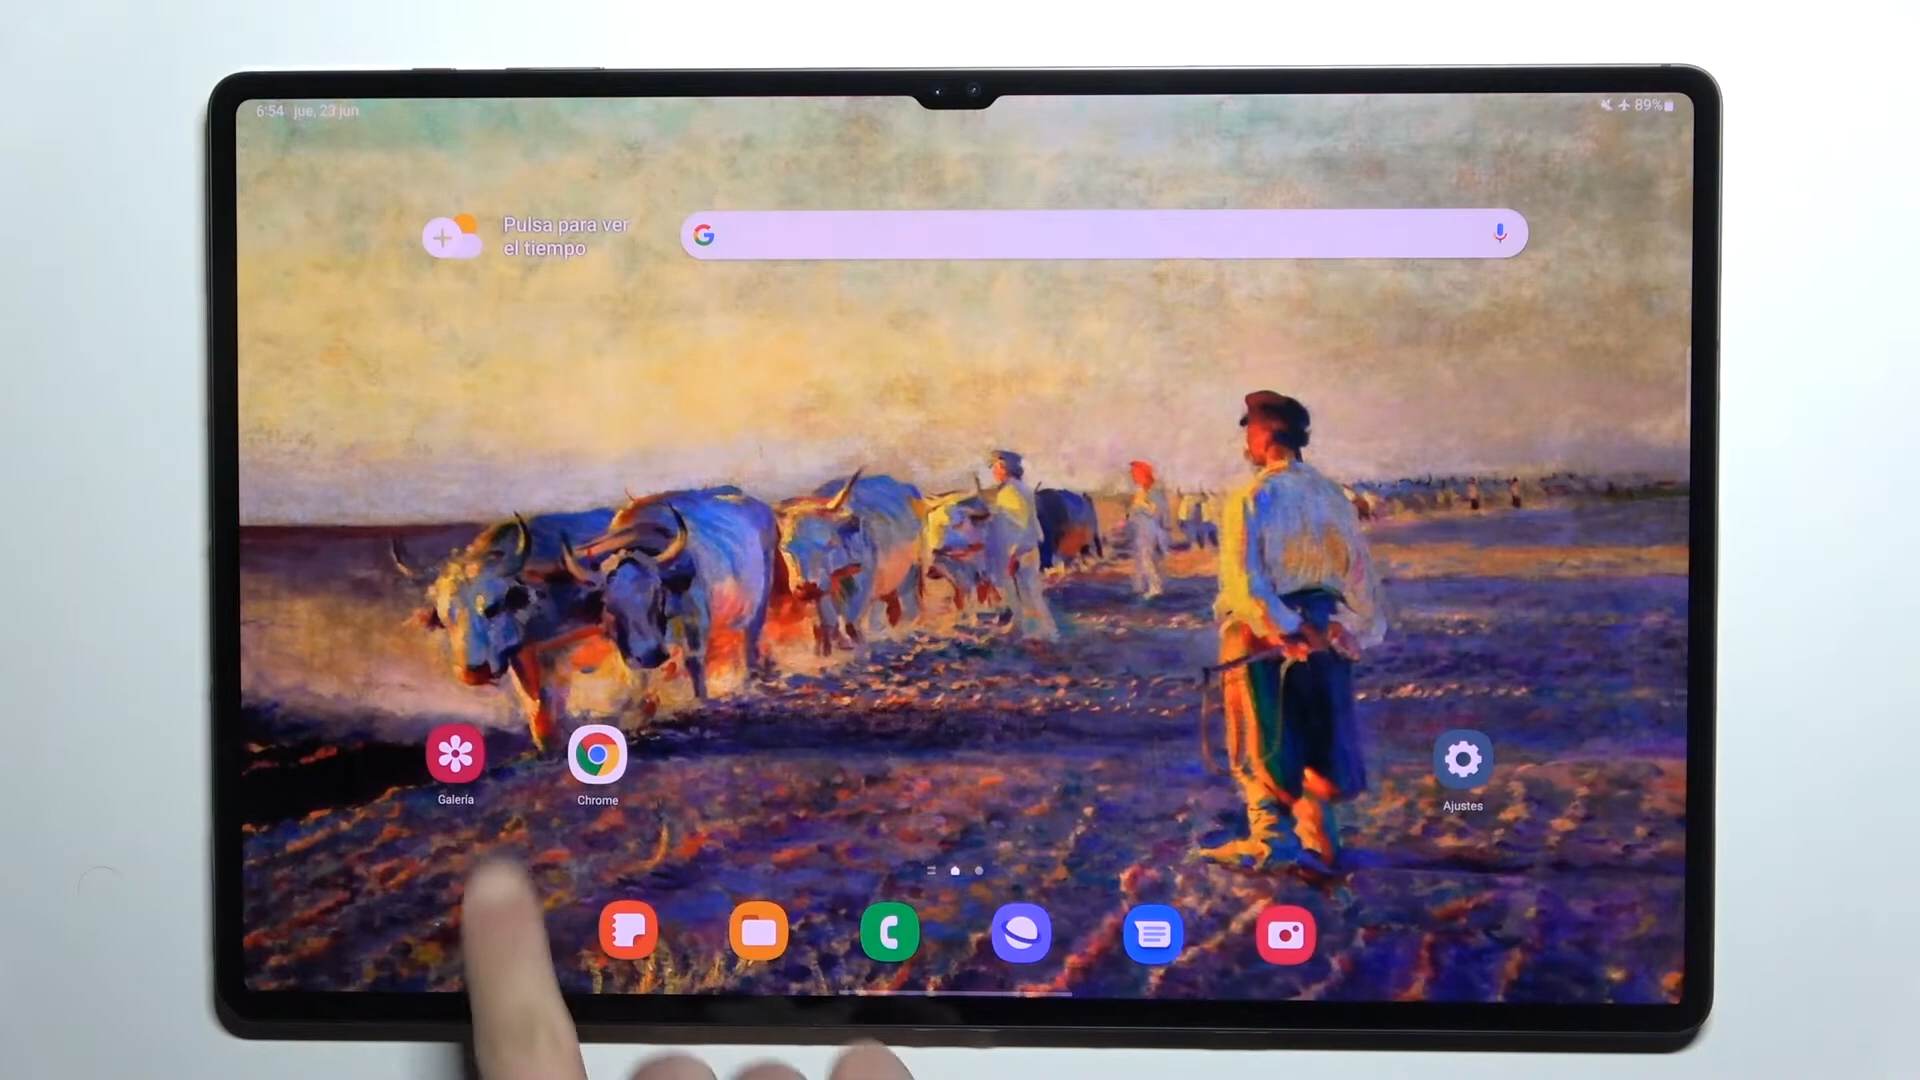 6:54 jue, 23 jun
89%
Pulsa para ver
el tiempo
Galería
Chrome
Ajustes